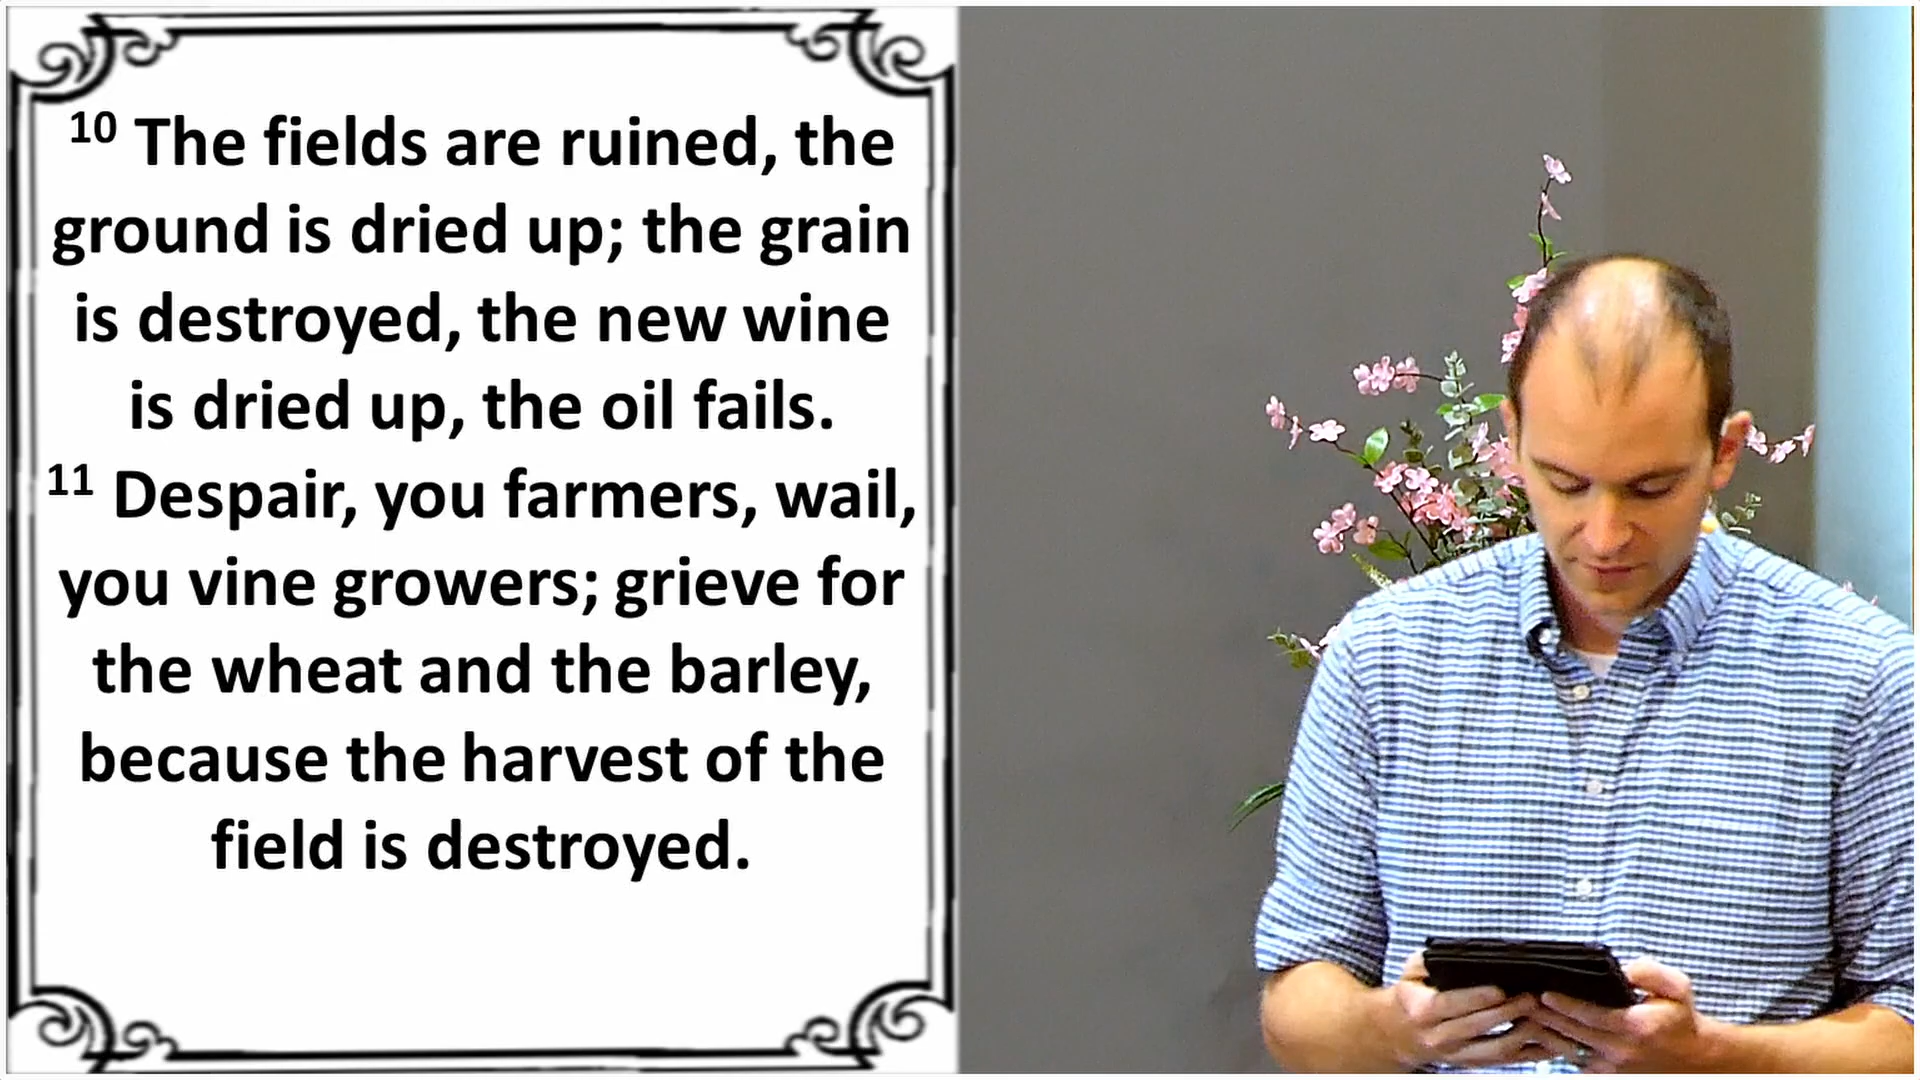 10 The fields are ruined, the
ground is dried up; the grain
is destroyed, the new wine
is dried up, the oil fails.
11 Despair, you farmers, wail,
you vine growers; grieve for
the wheat and the barley,
because the harvest of the
field is destroyed.